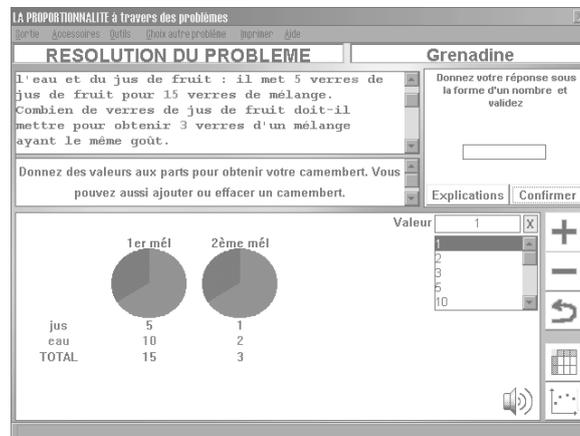 LA PROPORTIONNALITE à travers des problèmes
Sortie Accessoires Outils Choix autre problème Imprimer Aide
RESOLUTION DU PROBLEME
Grenadine
l'eau et du jus de fruit : il met 5 verres de
jus de fruit pour 15 verres de mélange.
Combien de verres de jus de fruit doit-il
mettre pour obtenir 3 verres d'un mélange
ayant le même goût.
Donnez votre réponse sous
la forme d'un nombre et
validez
Donnez des valeurs aux parts pour obtenir votre camembert. Vous
pouvez aussi ajouter ou effacer un camembert.
Explications Confirmer
Valeur 1 X
1
2
3
5
10
1er mél 2ème mél
jus 5 1
eau 10 2
TOTAL 15 3